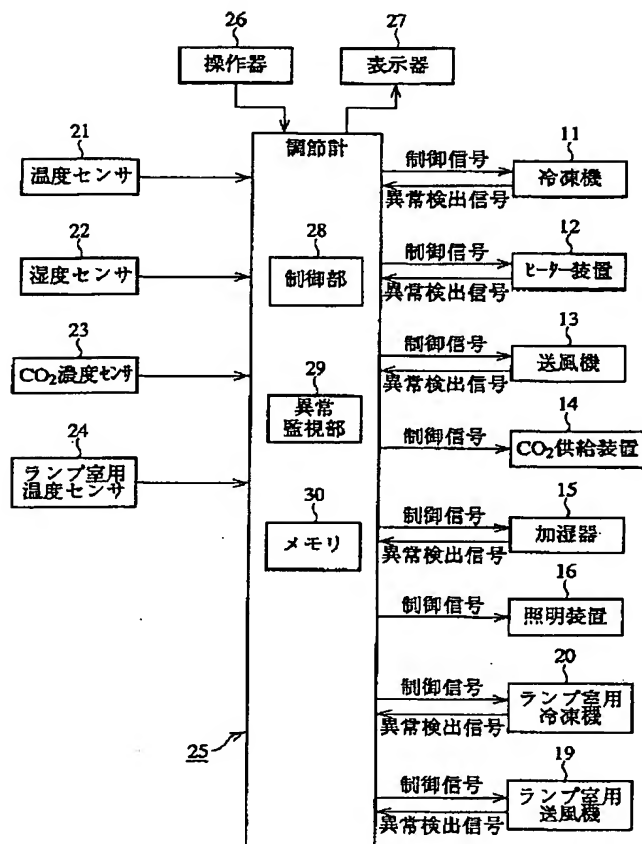 26
操作器
27
表示器
調節計
21
温度センサ
22
湿度センサ
23
CO₂濃度センサ
24
ランプ室用
温度センサ
28
制御部
29
異常
監視部
30
メモリ
25
制御信号
異常検出信号
11
冷凍機
制御信号
異常検出信号
12
ヒーター装置
制御信号
異常検出信号
13
送風機
制御信号
14
CO₂供給装置
制御信号
異常検出信号
15
加湿器
制御信号
16
照明装置
制御信号
異常検出信号
20
ランプ室用
冷凍機
制御信号
異常検出信号
19
ランプ室用
送風機